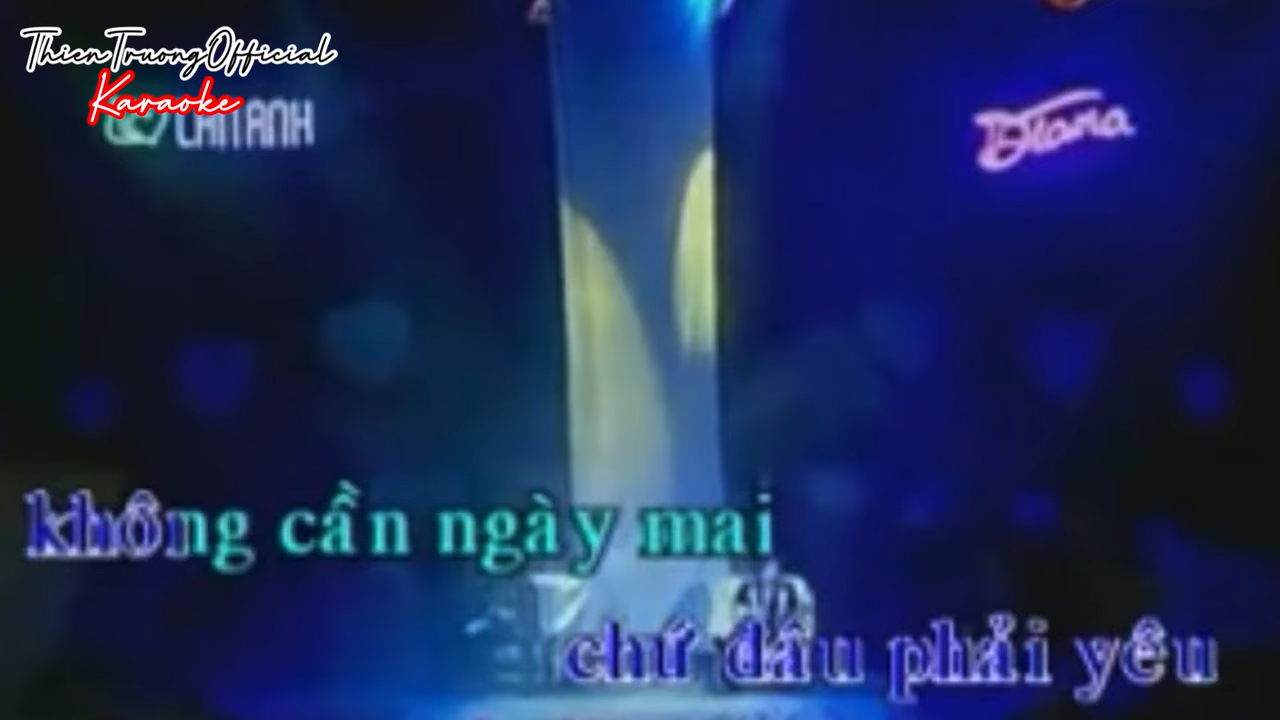 ThienTruongOfficial
Karaoke
LAN ANH
Diana
không cần ngày mai
chứ đâu phải yêu